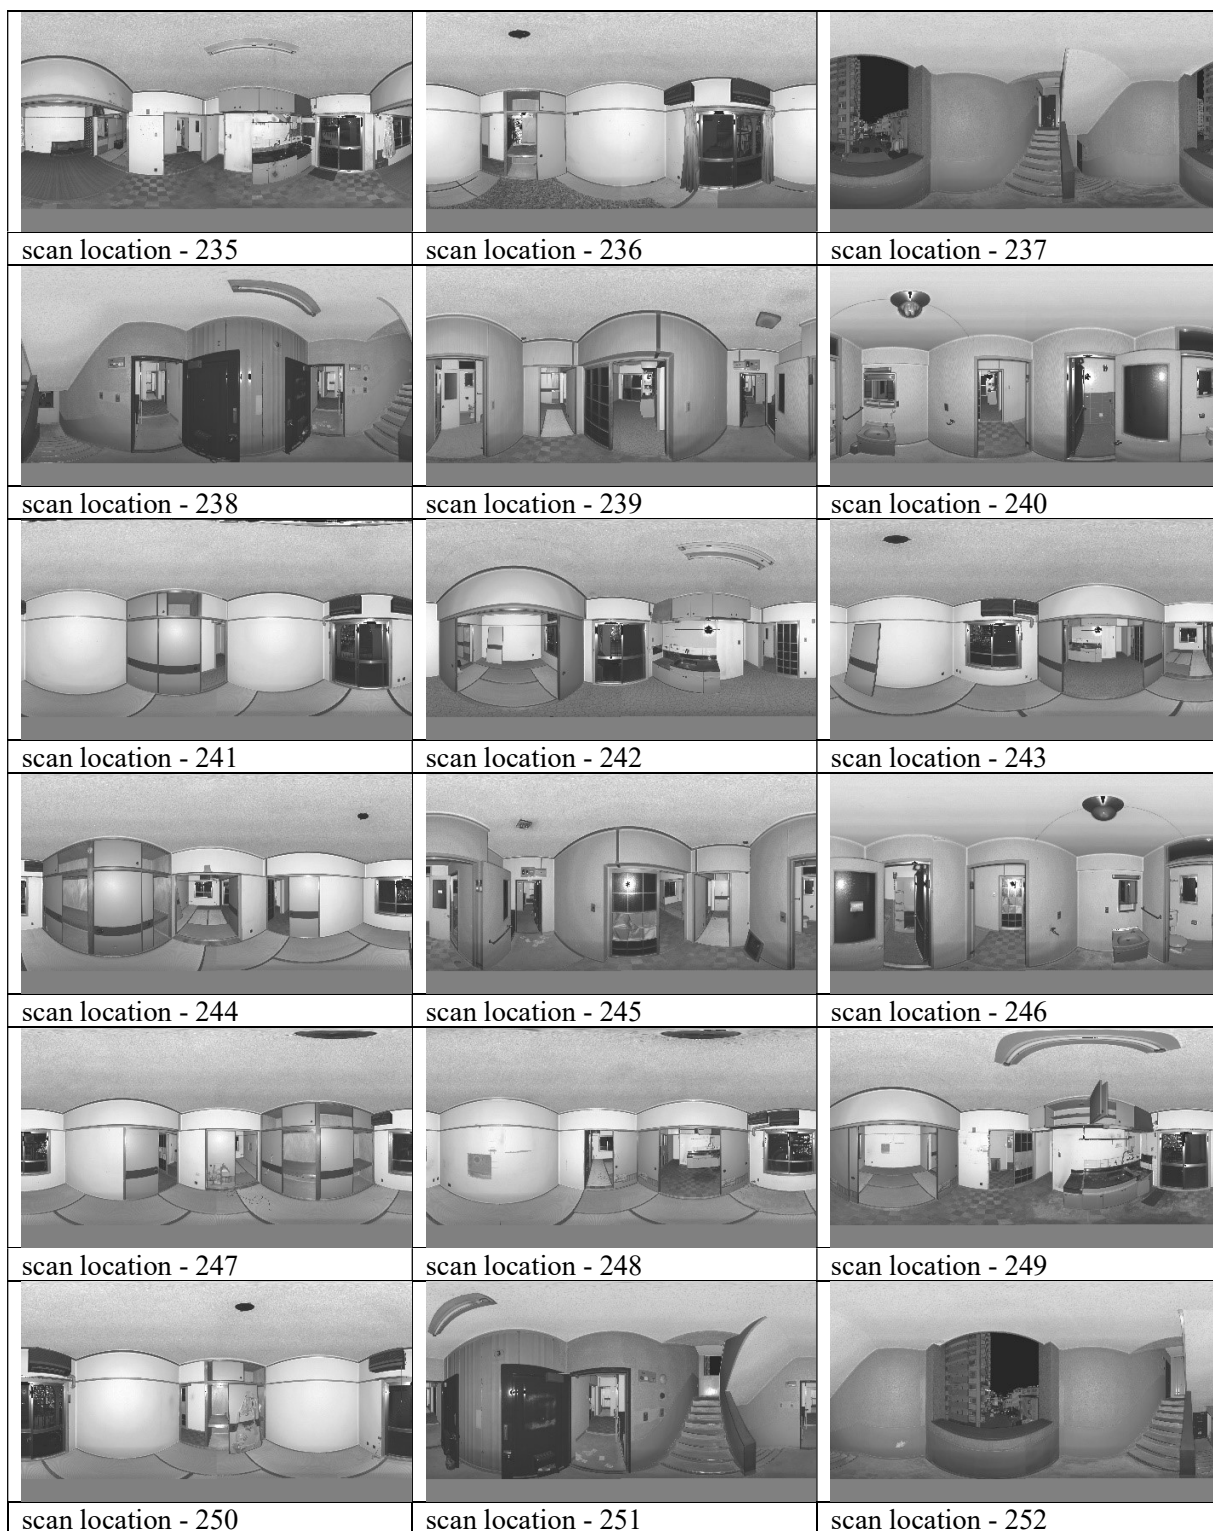 scan location - 235
scan location - 236
scan location - 237
scan location - 238
scan location - 239
scan location - 240
scan location - 241
scan location - 242
scan location - 243
scan location - 244
scan location - 245
scan location - 246
scan location - 247
scan location - 248
scan location - 249
scan location - 250
scan location - 251
scan location - 252